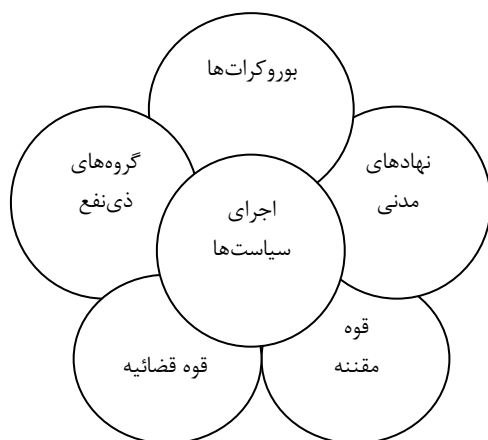 بوروکرات‌ها
نهادهای
مدنی
گروه‌های
ذی‌نفع
اجرای
سیاست‌ها
قوه
مقننه
قوه قضائیه